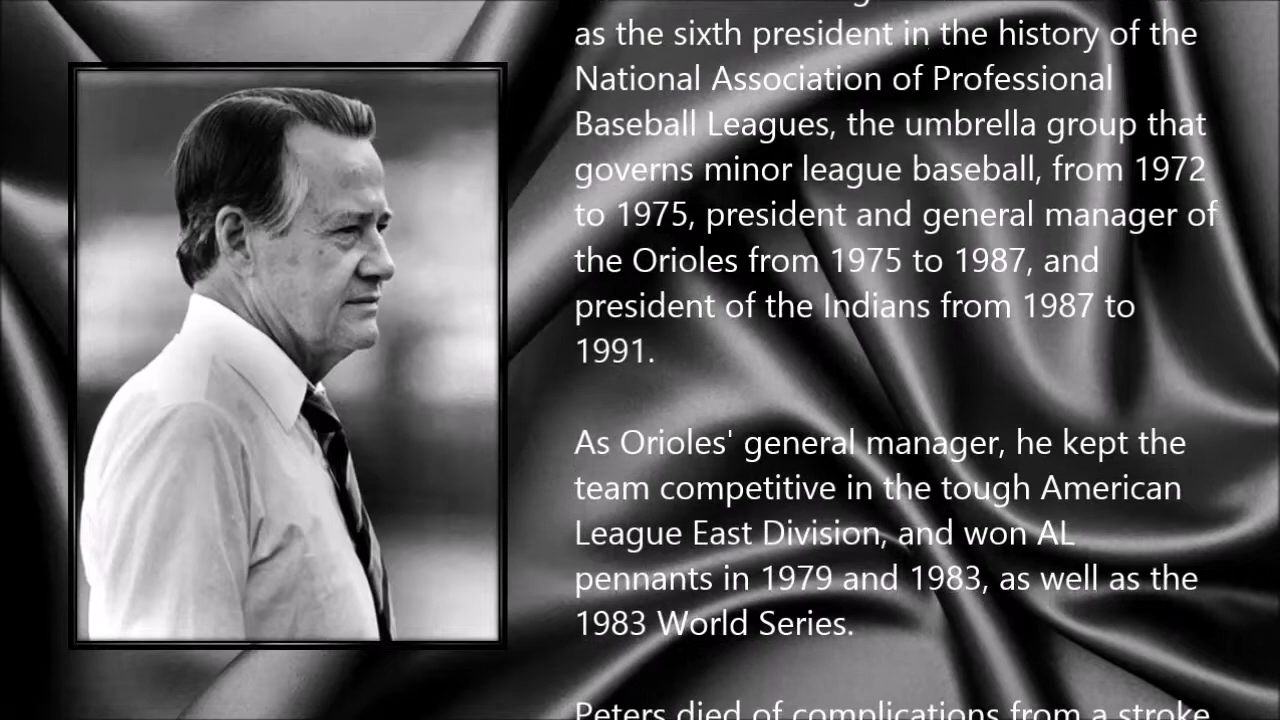 as the sixth president in the history of the
National Association of Professional
Baseball Leagues, the umbrella group that
governs minor league baseball, from 1972
to 1975, president and general manager of
the Orioles from 1975 to 1987, and
president of the Indians from 1987 to
1991.
As Orioles' general manager, he kept the
team competitive in the tough American
League East Division, and won AL
pennants in 1979 and 1983, as well as the
1983 World Series.
Peters died of complications from a stroke